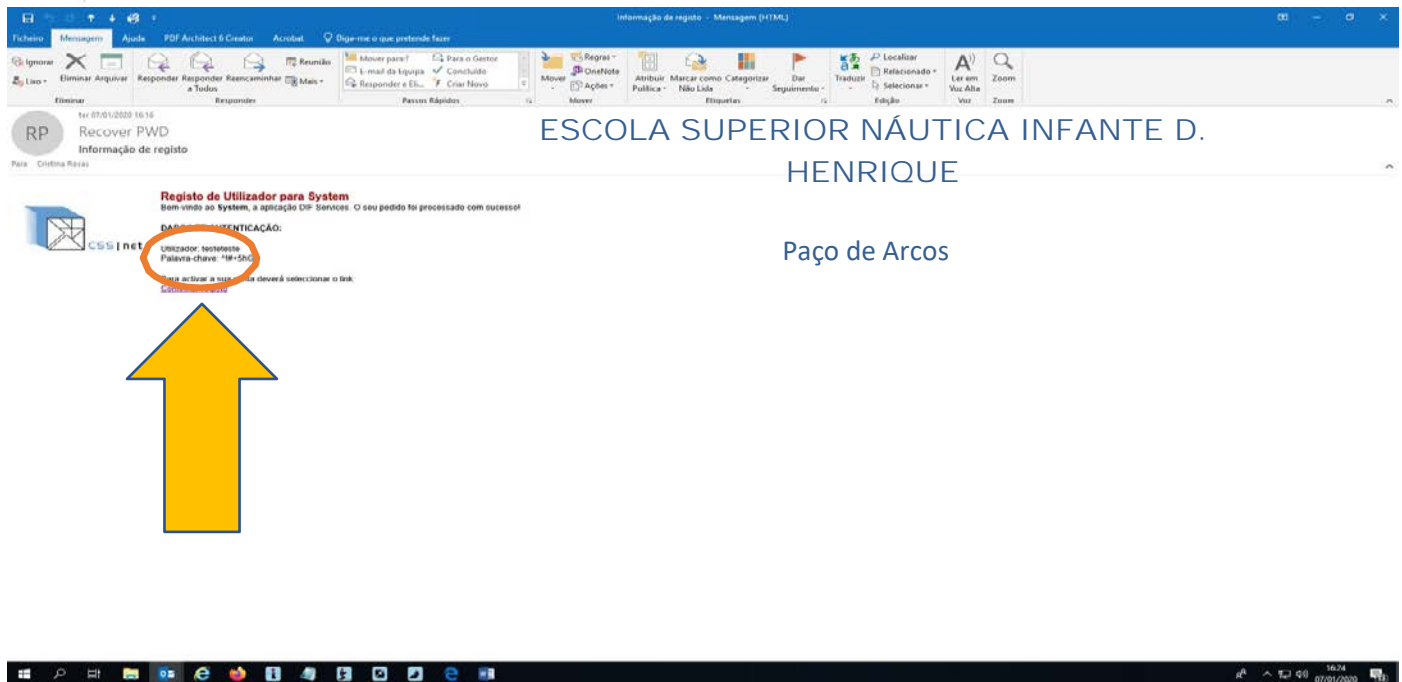 Informação de registo - Mensagem (HTML)
Ficheiro Mensagem Ajuda PDF Architect 6 Creator Acrobat Diga-me o que pretende fazer
Ignorar
Lixo
Eliminar Arquivar
Responder Responder a Todos Reencaminhar
Reunião
Mais
Mover para: ?
E-mail da Equipa
Responder e Eli...
Para o Gestor
Concluído
Criar Novo
Mover
Regras
OneNote
Ações
Atribuir Política
Marcar como Não Lida
Categorizar
Dar Seguimento
Traduzir
Localizar
Relacionado
Selecionar
Ler em Voz Alta
Zoom
Eliminar Responder Passos Rápidos Mover Etiquetas Edição Voz Zoom
ter 07/01/2020 16:16
RP
Recover PWD
Informação de registo
Para Cristina Rosas
ESCOLA SUPERIOR NÁUTICA INFANTE D.
HENRIQUE
Paço de Arcos
CSS|net
Registo de Utilizador para System
Bem-vindo ao System, a aplicação DIF Services. O seu pedido foi processado com sucesso!
Utilizador: testeteste
Palavra-chave:
Para activar a sua deverá seleccionar o link
16:24
07/01/2020